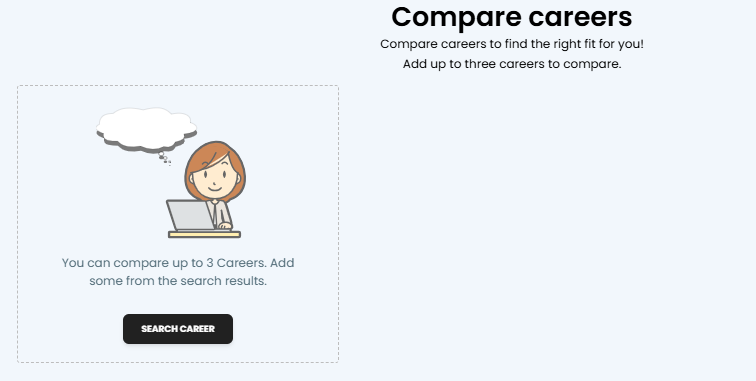 Compare careers
Compare careers to find the right fit for you!
Add up to three careers to compare.
You can compare up to 3 Careers. Add
some from the search results.
SEARCH CAREER